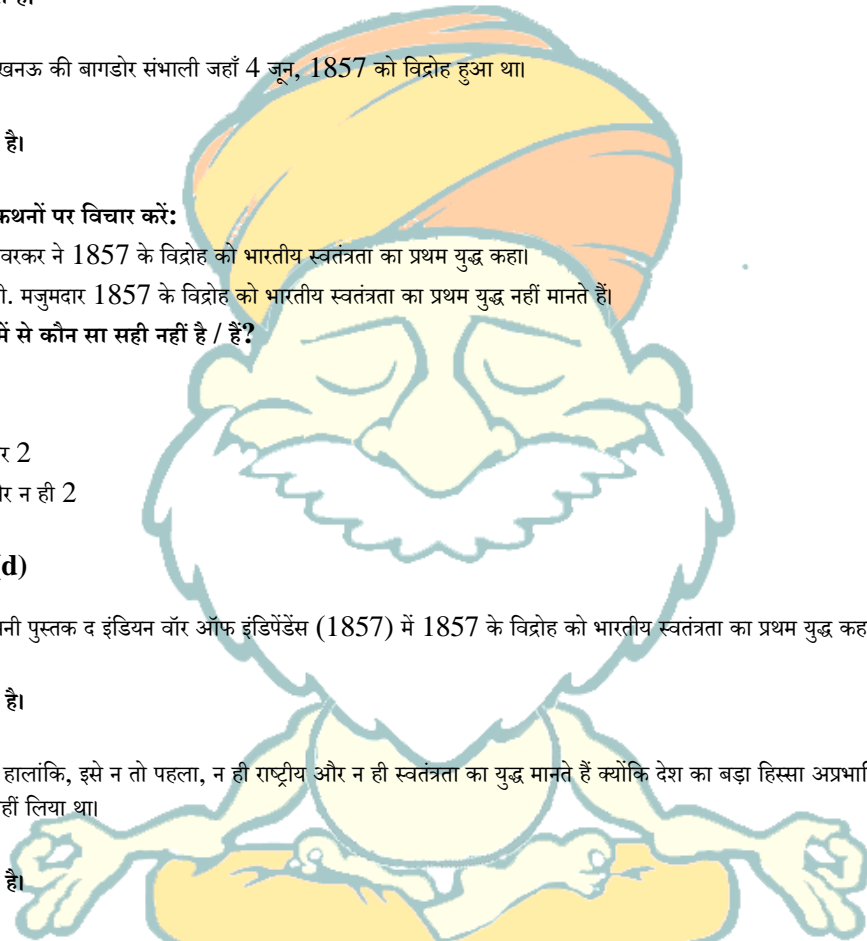 खनऊ की बागडोर संभाली जहाँ 4 जून, 1857 को विद्रोह हुआ था।
है।
कथनों पर विचार करें:
वरकर ने 1857 के विद्रोह को भारतीय स्वतंत्रता का प्रथम युद्ध कहा।
ी. मजुमदार 1857 के विद्रोह को भारतीय स्वतंत्रता का प्रथम युद्ध नहीं मानते हैं।
में से कौन सा सही नहीं है / हैं?
र 2
र न ही 2
(d)
नी पुस्तक द इंडियन वॉर ऑफ इंडिपेंडेंस (1857) में 1857 के विद्रोह को भारतीय स्वतंत्रता का प्रथम युद्ध कह
है।
हालांकि, इसे न तो पहला, न ही राष्ट्रीय और न ही स्वतंत्रता का युद्ध मानते हैं क्योंकि देश का बड़ा हिस्सा अप्रभावि
हीं लिया था।
है।